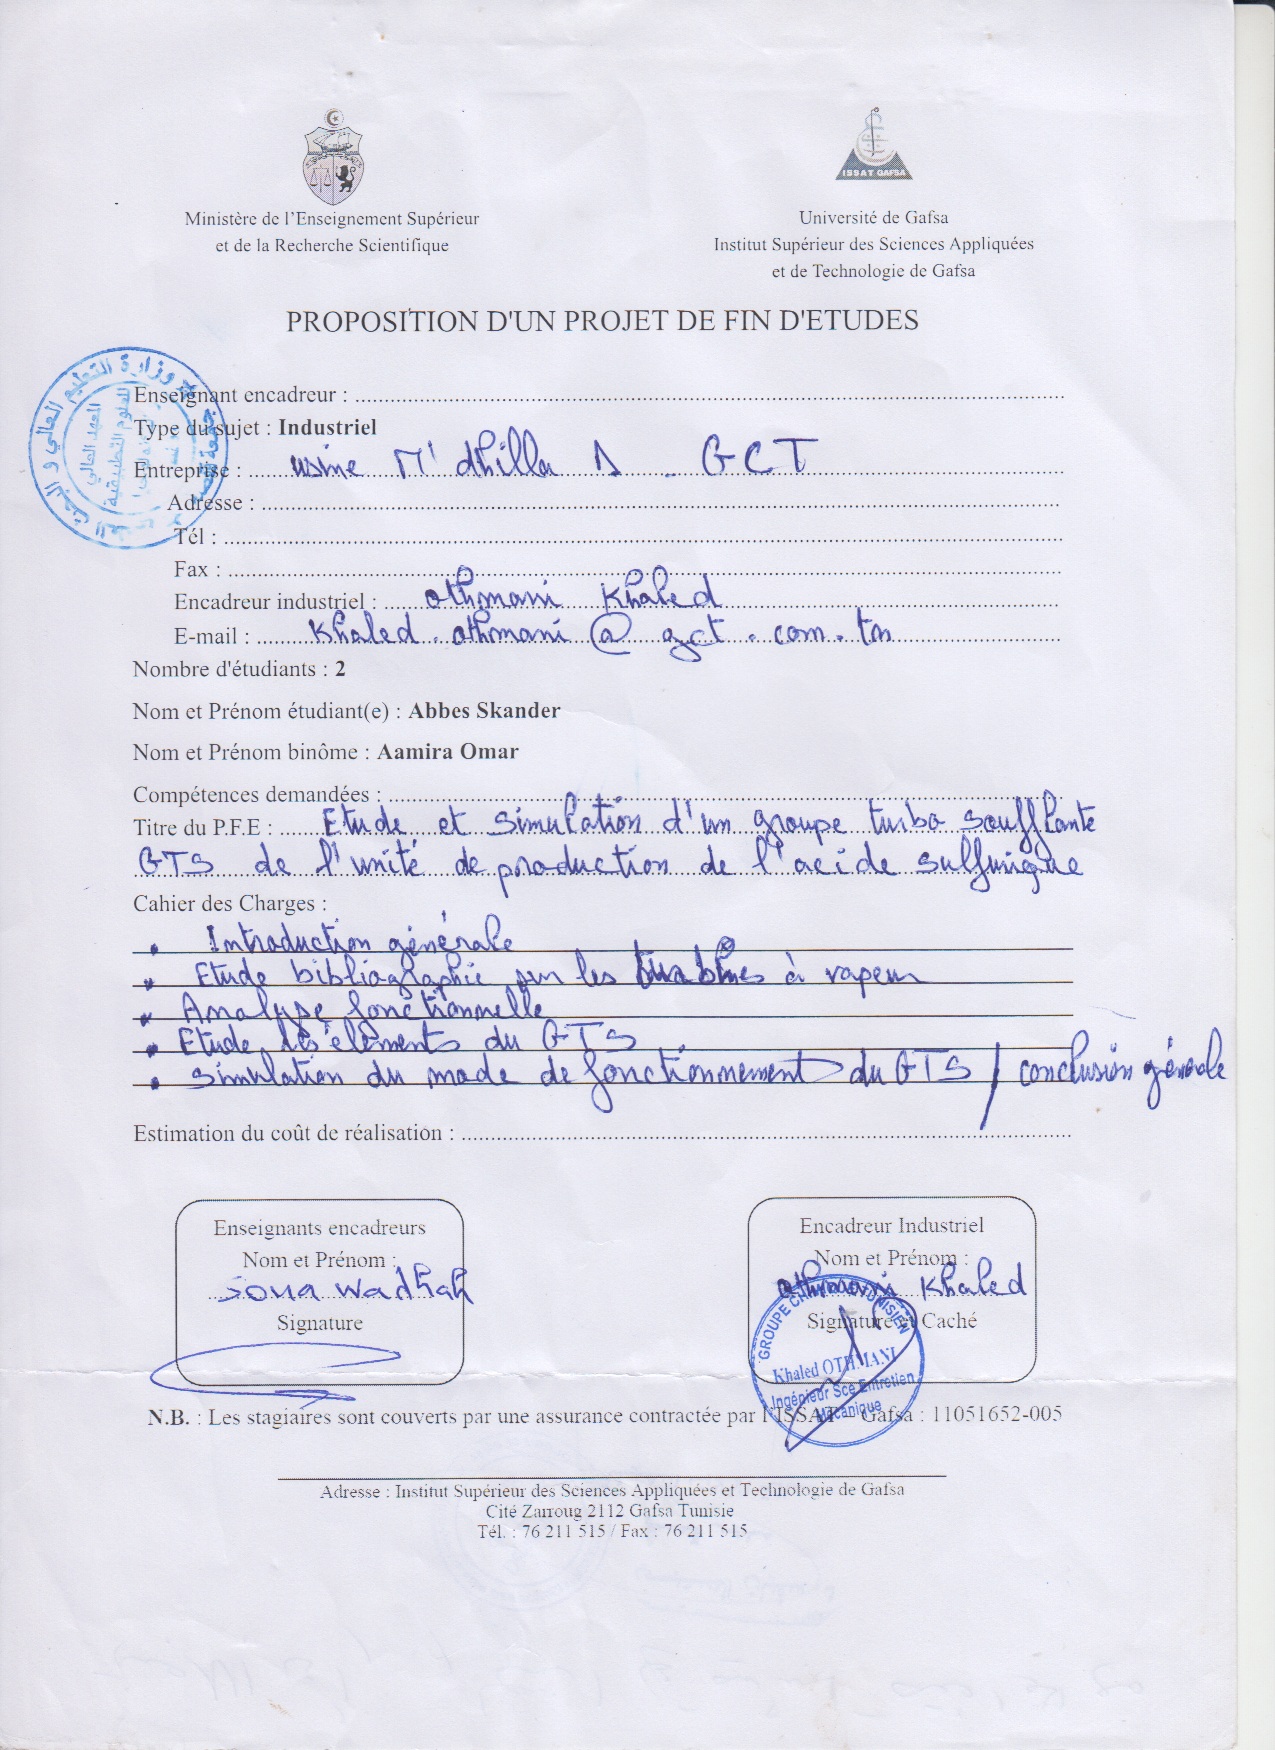 ISSAT GAFSA
Ministère de l'Enseignement Supérieur
et de la Recherche Scientifique
Université de Gafsa
Institut Supérieur des Sciences Appliquées
et de Technologie de Gafsa
PROPOSITION D'UN PROJET DE FIN D'ETUDES
وزارة التعليم العالي و البحث العلمي
جامعة قفصة
المعهد العالي
للعلوم التطبيقية
Enseignant encadreur :
Type du sujet : Industriel
Entreprise : usine M'dhilla 1 - GCT
Adresse :
Tél :
Fax :
Encadreur industriel : othmani Khaled
E-mail : Khaled.othmani@gct.com.tn
Nombre d'étudiants : 2
Nom et Prénom étudiant(e) : Abbes Skander
Nom et Prénom binôme : Aamira Omar
Compétences demandées :
Titre du P.F.E : Etude et simulation d'un groupe turbo soufflante
GTS de l'unité de production de l'acide sulfurique
Cahier des Charges :
• Introduction générale
• Etude bibliographie sur les turbines à vapeur
• Analyse fonctionnelle
• Etude des élements du GTS
• Simulation du mode de fonctionnement du GTS / conclusion générale
Estimation du coût de réalisation :
Enseignants encadreurs
Nom et Prénom :
Soua Wadhah
Signature
Encadreur Industriel
Nom et Prénom :
othmani Khaled
Signature et Caché
GROUPE CHIMIQUE TUNISIEN
Khaled OTHMANI
Ingénieur Sce Entretien
Mécanique
N.B. : Les stagiaires sont couverts par une assurance contractée par l'ISSAT - Gafsa : 11051652-005
Adresse : Institut Supérieur des Sciences Appliquées et Technologie de Gafsa
Cité Zarroug 2112 Gafsa Tunisie
Tél. : 76 211 515 / Fax : 76 211 515